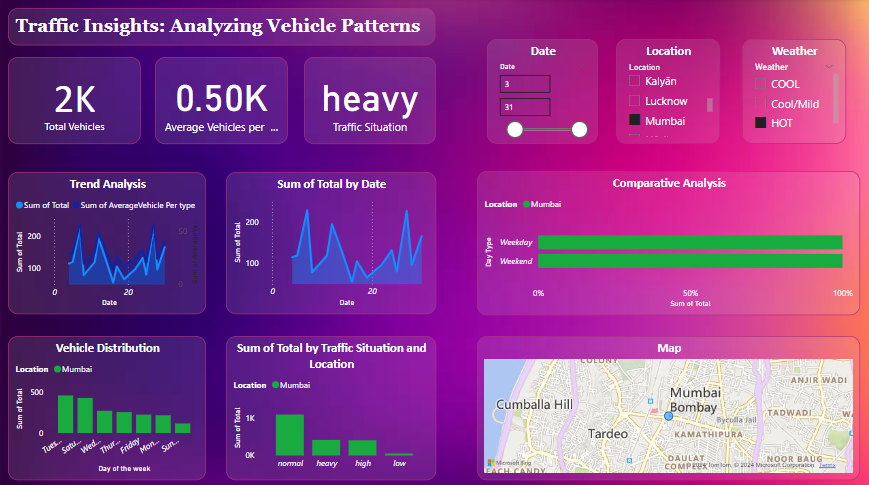 Traffic Insights: Analyzing Vehicle Patterns
2K
Total Vehicles
0.50K
Average Vehicles per ...
heavy
Traffic Situation
Date
Date
3
31
Location
Location
Kalyān
Lucknow
Mumbai
Weather
Weather
COOL
Cool/Mild
HOT
Trend Analysis
Sum of Total Sum of AverageVehicle Per type
Sum of Total
200
100
50
0
0 20
Date
Sum of Total by Date
Sum of Total
200
100
0 20
Date
Comparative Analysis
Location Mumbai
Day Type
Weekday
Weekend
0% 50% 100%
Sum of Total
Vehicle Distribution
Location Mumbai
Sum of Total
500
0
Tues... Satu... Wed... Thur... Friday Mon... Sun...
Day of the week
Sum of Total by Traffic Situation and
Location
Location Mumbai
Sum of Total
1K
0K
normal heavy high low
Map
COLONY
ANJIR WADI
Mumbai
Bombay
Cumballa Hill
Byculla Jail
TADWADI
Tardeo
KAMATHIPURA
DAULAT
NOOR BAUG
COMPLEX
Microsoft Bing
TomTom, © 2024 Microsoft Corporation Terms
EACH CANDY